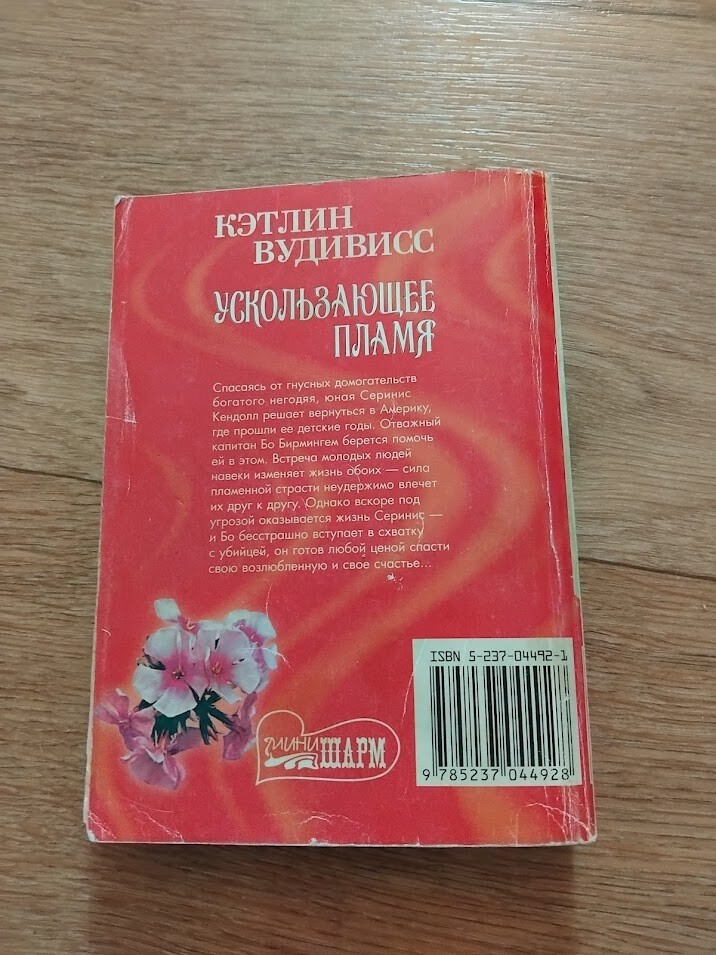 КЭТЛИН
ВУДИВИСС
УСКОЛЬЗАЮЩЕЕ
ПЛАМЯ
Спасаясь от гнусных домогательств
богатого негодяя, юная Серинис
Кендолл решает вернуться в Америку,
где прошли ее детские годы. Отважный
капитан Бо Бирмингем берется помочь
ей в этом. Встреча молодых людей
навеки изменяет жизнь обоих — сила
пламенной страсти неудержимо влечет
их друг к другу. Однако вскоре под
угрозой оказывается жизнь Серинис —
и Бо бесстрашно вступает в схватку
с убийцей, он готов любой ценой спасти
свою возлюбленную и свое счастье...
ISBN 5-237-04492-1
мини
ШАРМ
9 785237 044928